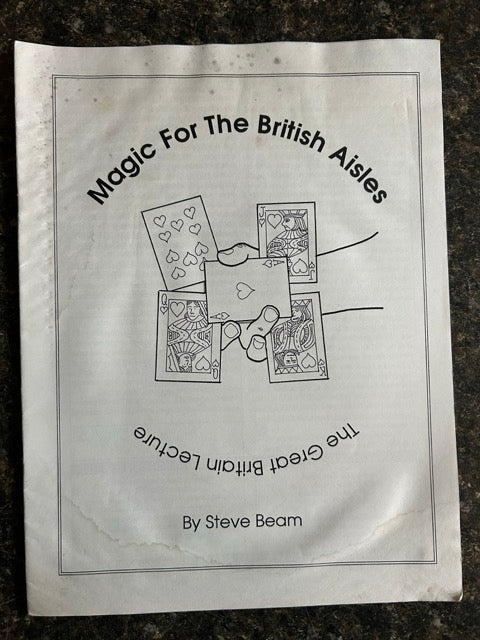 Magic For The British Aisles
J
A
J
A
Q
Q
The Great Britain Lecture
By Steve Beam